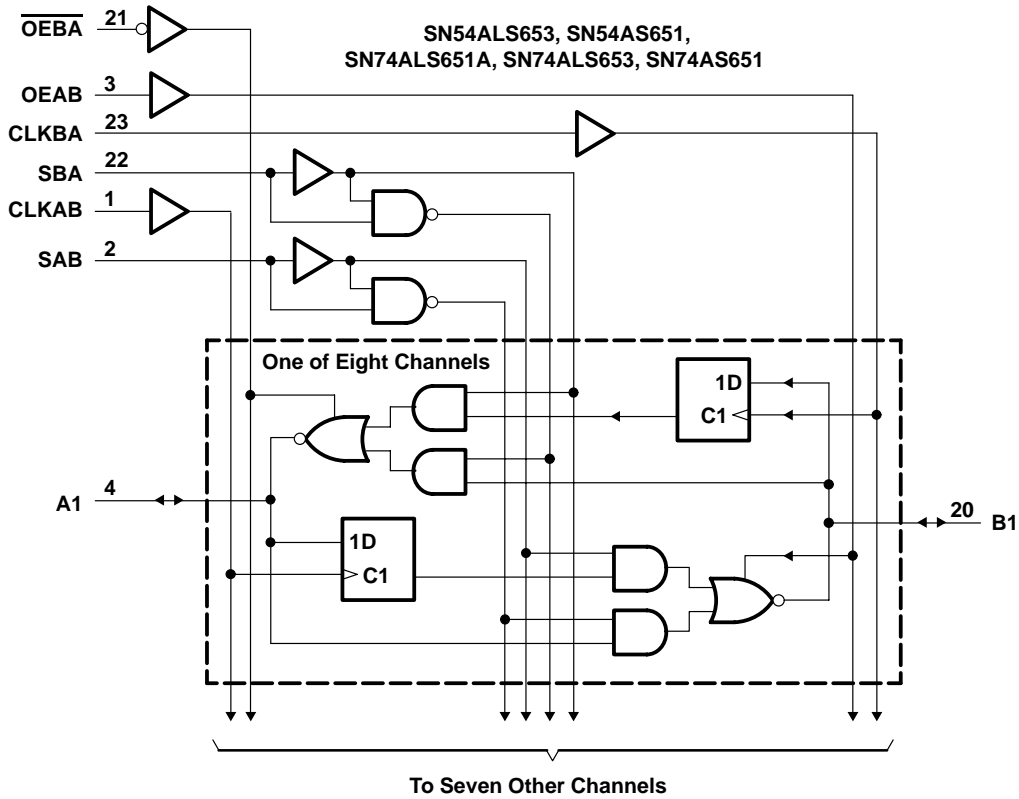 OEBA 21
SN54ALS653, SN54AS651,
SN74ALS651A, SN74ALS653, SN74AS651
OEAB 3
CLKBA 23
SBA 22
CLKAB 1
SAB 2
One of Eight Channels
1D
C1
A1 4
20 B1
1D
C1
To Seven Other Channels